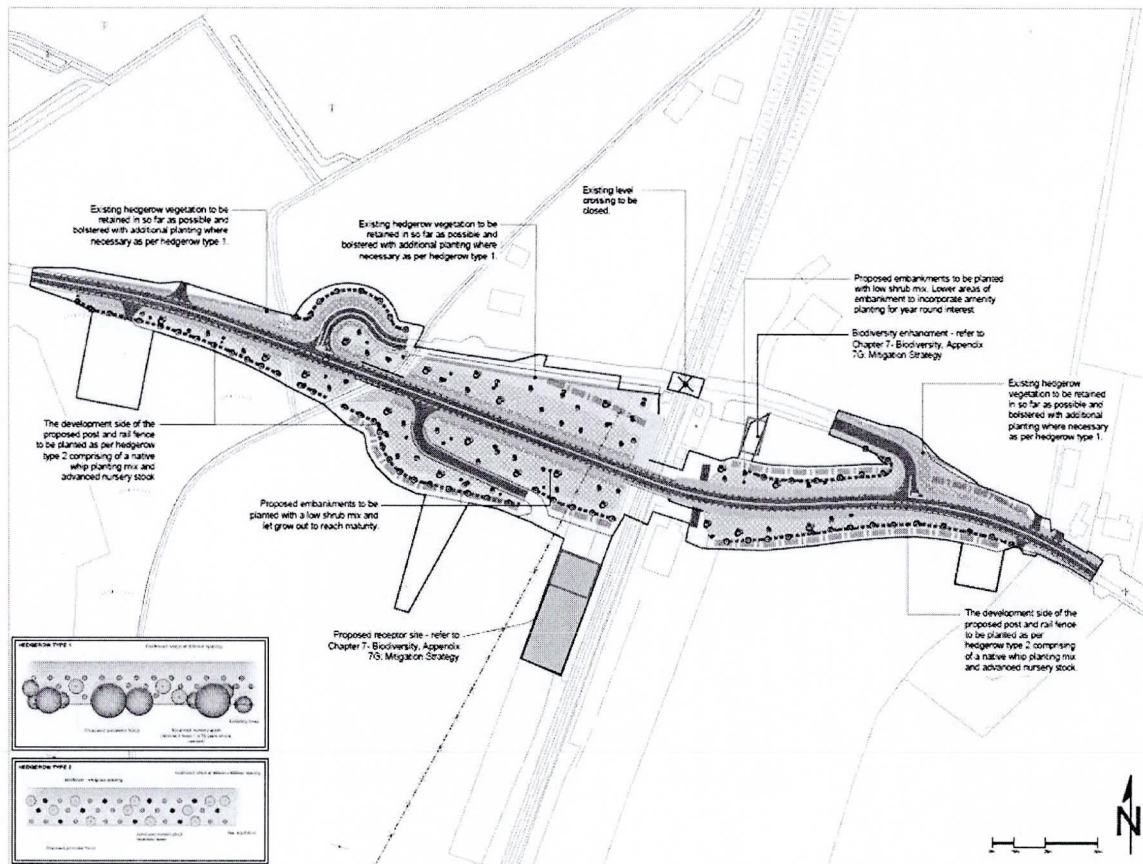 Existing level
crossing to be
closed.
Existing hedgerow vegetation to be
retained in so far as possible and
bolstered with additional planting where
necessary as per hedgerow type 1.
Existing hedgerow vegetation to be
retained in so far as possible and
bolstered with additional planting where
necessary as per hedgerow type 1.
Proposed embankments to be planted
with low shrub mix. Lower areas of
embankment to incorporate amenity
planting for year round interest
Biodiversity enhancment - refer to
Chapter 7- Biodiversity, Appendix
7G: Mitigation Strategy
Existing hedgerow
vegetation to be retained
in so far as possible and
bolstered with additional
planting where necessary
as per hedgerow type 1.
The development side of the
proposed post and rail fence
to be planted as per hedgerow
type 2 comprising of a native
whip planting mix and
advanced nursery stock
Proposed embankments to be
planted with a low shrub mix and
let grow out to reach maturity.
Proposed receptor site - refer to
Chapter 7- Biodiversity, Appendix
7G: Mitigation Strategy
The development side of the
proposed post and rail fence
to be planted as per
hedgerow type 2 comprising
of a native whip planting mix
and advanced nursery stock.
HEDGEROW TYPE 1
HEDGEROW TYPE 2
N